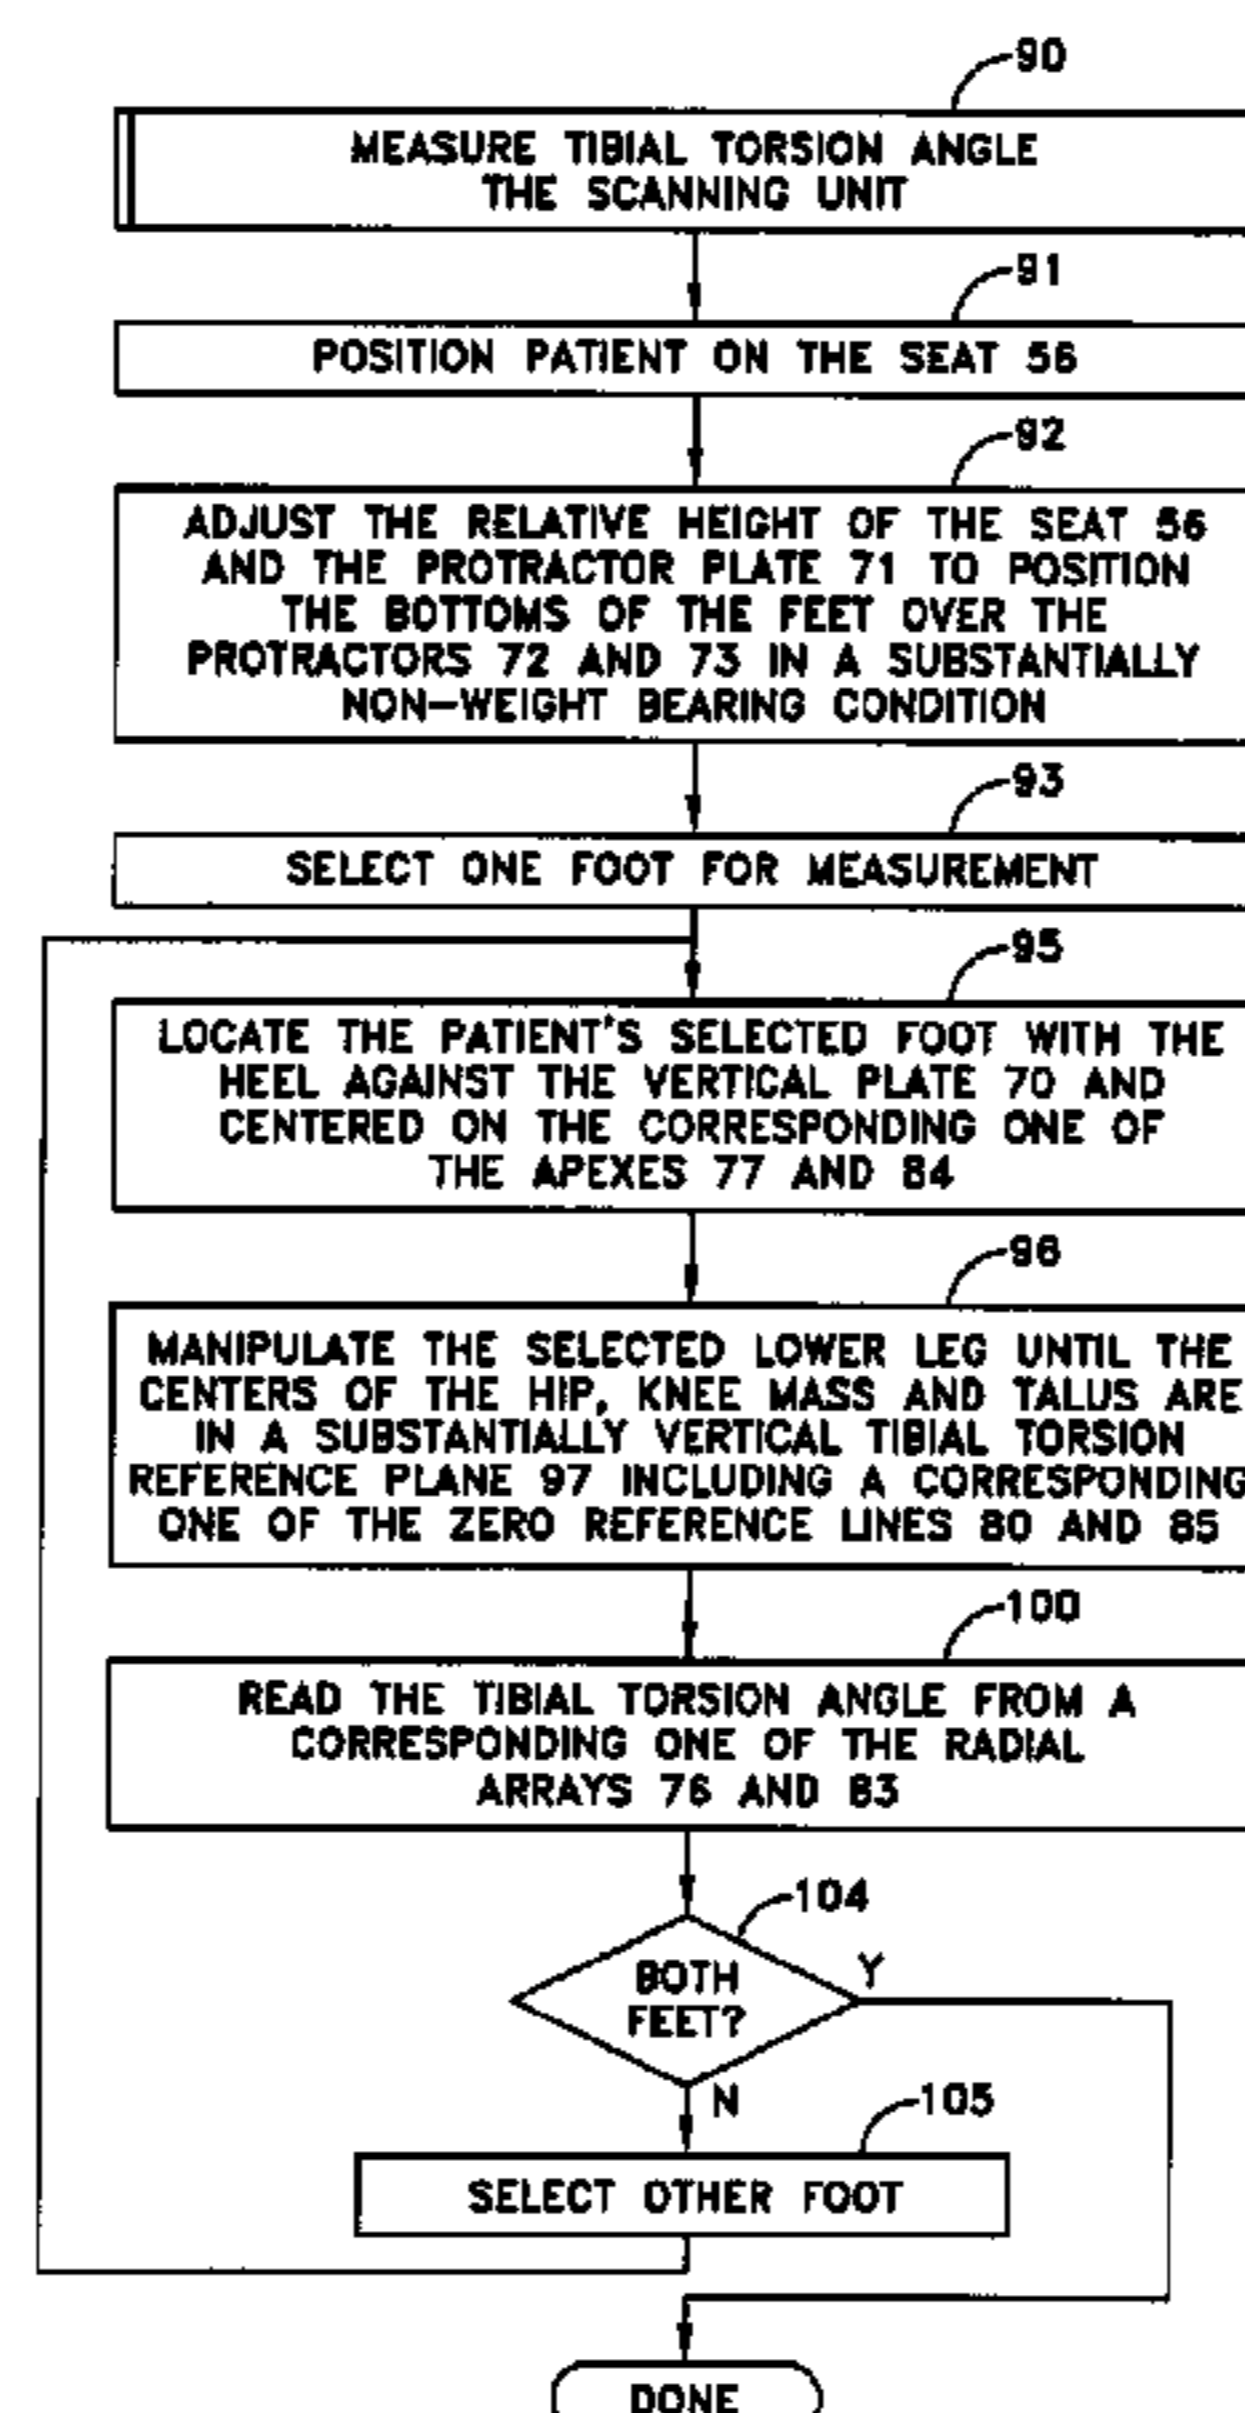 90
MEASURE TIBIAL TORSION ANGLE
THE SCANNING UNIT
91
POSITION PATIENT ON THE SEAT 56
92
ADJUST THE RELATIVE HEIGHT OF THE SEAT 56
AND THE PROTRACTOR PLATE 71 TO POSITION
THE BOTTOMS OF THE FEET OVER THE
PROTRACTORS 72 AND 73 IN A SUBSTANTIALLY
NON-WEIGHT BEARING CONDITION
93
SELECT ONE FOOT FOR MEASUREMENT
95
LOCATE THE PATIENT'S SELECTED FOOT WITH THE
HEEL AGAINST THE VERTICAL PLATE 70 AND
CENTERED ON THE CORRESPONDING ONE OF
THE APEXES 77 AND 84
96
MANIPULATE THE SELECTED LOWER LEG UNTIL THE
CENTERS OF THE HIP, KNEE MASS AND TALUS ARE
IN A SUBSTANTIALLY VERTICAL TIBIAL TORSION
REFERENCE PLANE 97 INCLUDING A CORRESPONDING
ONE OF THE ZERO REFERENCE LINES 80 AND 85
100
READ THE TIBIAL TORSION ANGLE FROM A
CORRESPONDING ONE OF THE RADIAL
ARRAYS 76 AND 83
104
BOTH
FEET?
Y
N
105
SELECT OTHER FOOT
DONE